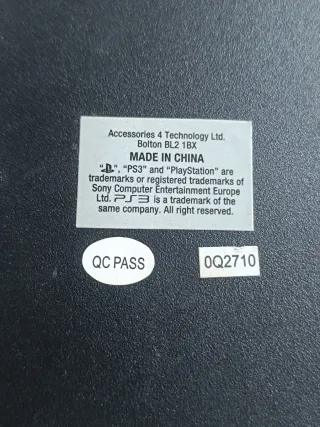 Accessories 4 Technology Ltd.
Bolton BL2 1BX
MADE IN CHINA
" ", "PS3" and "PlayStation" are
trademarks or registered trademarks of
Sony Computer Entertainment Europe
Ltd. PS3 is a trademark of the
same company. All right reserved.
QC PASS
0Q2710